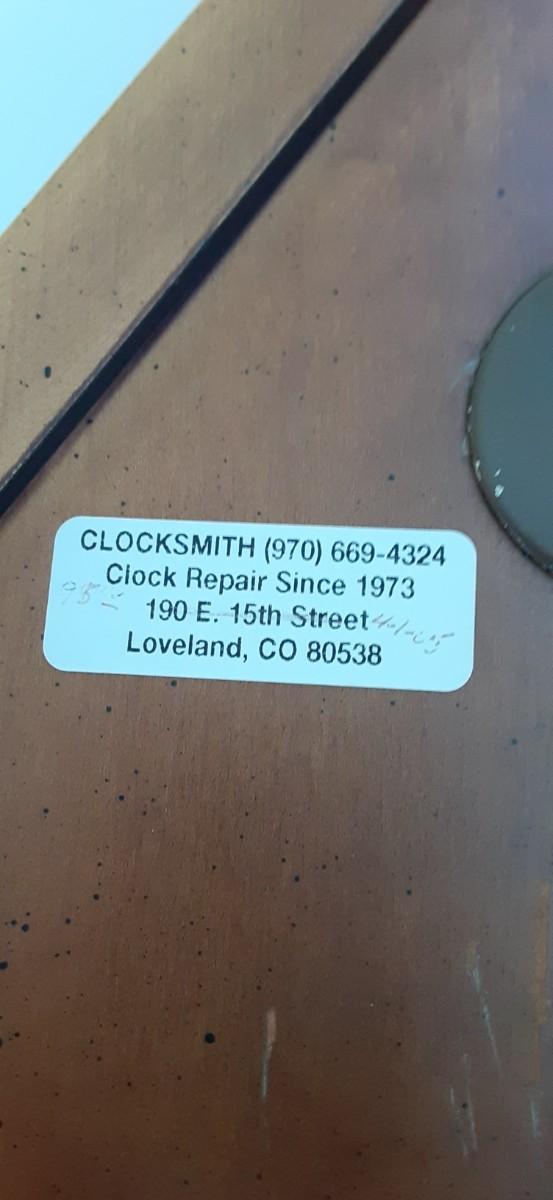 CLOCKSMITH (970) 669-4324
Clock Repair Since 1973
190 E. 15th Street
Loveland, CO 80538